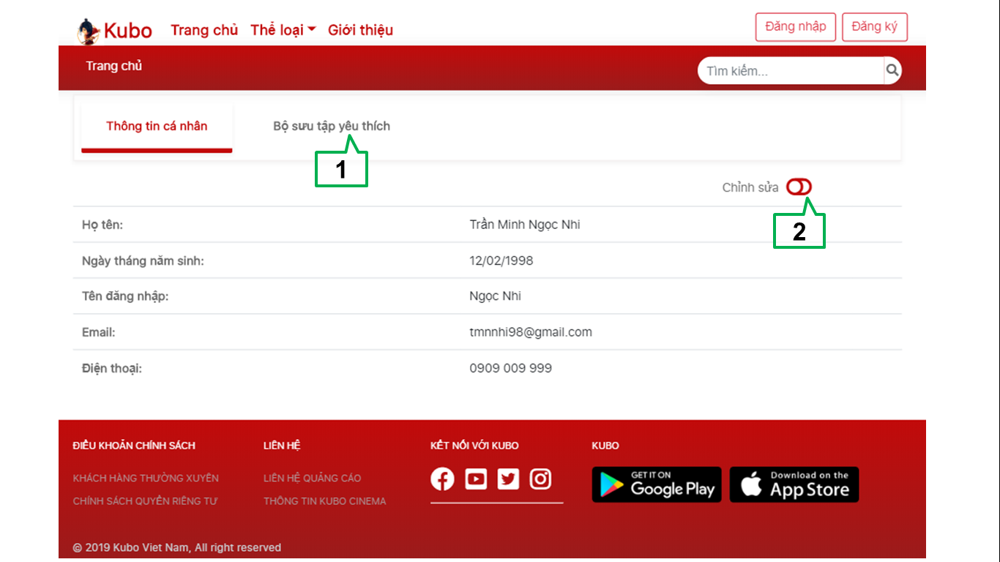 Kubo Trang chủ Thể loại Giới thiệu Đăng nhập Đăng ký
Trang chủ Tìm kiếm...
Thông tin cá nhân Bộ sưu tập yêu thích
1
Chỉnh sửa
2
Họ tên: Trần Minh Ngọc Nhi
Ngày tháng năm sinh: 12/02/1998
Tên đăng nhập: Ngọc Nhi
Email: tmnnhi98@gmail.com
Điện thoại: 0909 009 999
ĐIỀU KHOẢN CHÍNH SÁCH LIÊN HỆ KẾT NỐI VỚI KUBO KUBO
KHÁCH HÀNG THƯỜNG XUYÊN LIÊN HỆ QUẢNG CÁO GET IT ON Google Play Download on the App Store
CHÍNH SÁCH QUYỀN RIÊNG TƯ THÔNG TIN KUBO CINEMA
© 2019 Kubo Viet Nam, All right reserved